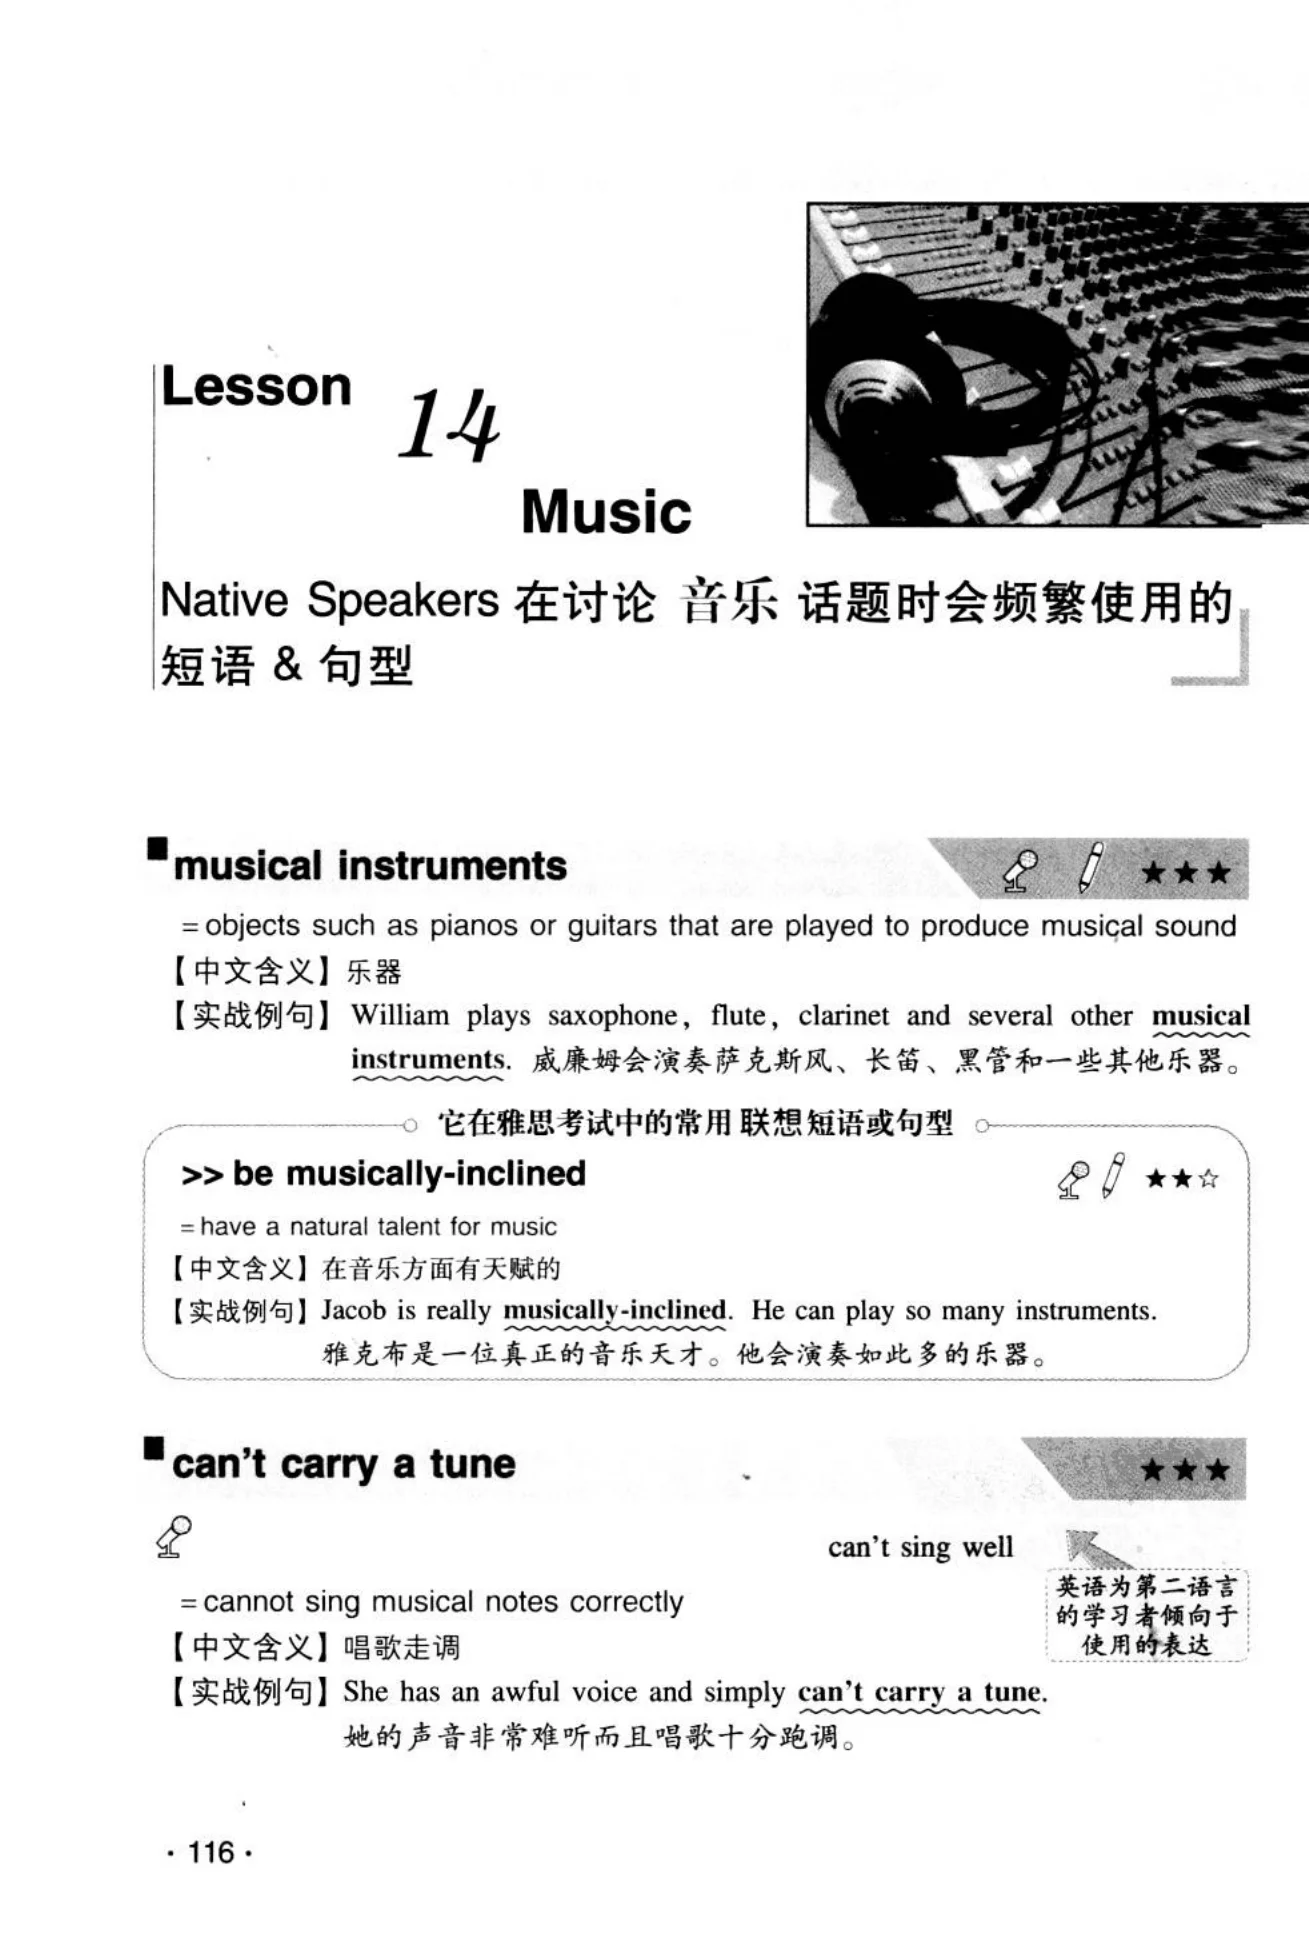 Lesson 14
Music
Native Speakers 在讨论 音乐 话题时会频繁使用的
短语 & 句型
musical instruments ★★★
=objects such as pianos or guitars that are played to produce musical sound
【中文含义】乐器
【实战例句】William plays saxophone, flute, clarinet and several other musical
instruments. 威廉姆会演奏萨克斯风、长笛、黑管和一些其他乐器。
它在雅思考试中的常用联想短语或句型
>> be musically-inclined ★★☆
=have a natural talent for music
【中文含义】在音乐方面有天赋的
【实战例句】Jacob is really musically-inclined. He can play so many instruments.
雅克布是一位真正的音乐天才。他会演奏如此多的乐器。
can't carry a tune ★★★
can't sing well
英语为第二语言
的学习者倾向于
使用的表达
=cannot sing musical notes correctly
【中文含义】唱歌走调
【实战例句】She has an awful voice and simply can't carry a tune.
她的声音非常难听而且唱歌十分跑调。
· 116 ·